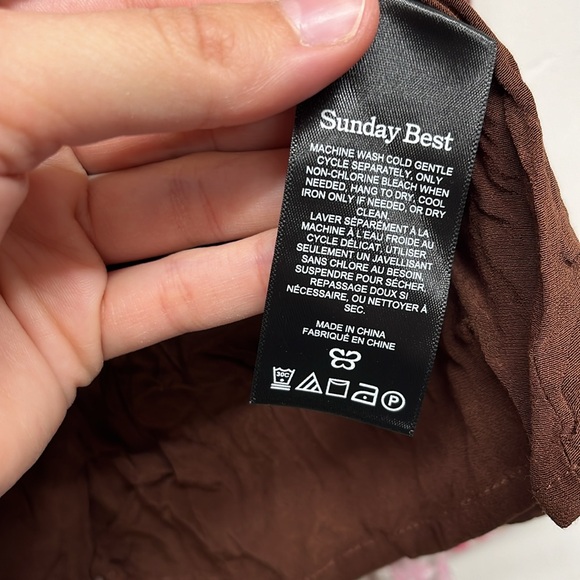 Sunday Best
MACHINE WASH COLD GENTLE
CYCLE SEPARATELY, ONLY
NON-CHLORINE BLEACH WHEN
NEEDED, HANG TO DRY, COOL
IRON ONLY IF NEEDED, OR DRY
CLEAN.
LAVER SÉPARÉMENT À LA
MACHINE À L'EAU FROIDE AU
CYCLE DÉLICAT, UTILISER
SEULEMENT UN JAVELLISANT
SANS CHLORE AU BESOIN,
SUSPENDRE POUR SÉCHER,
REPASSAGE DOUX SI
NÉCESSAIRE, OU NETTOYER À
SEC.
MADE IN CHINA
FABRIQUÉ EN CHINE
30C P